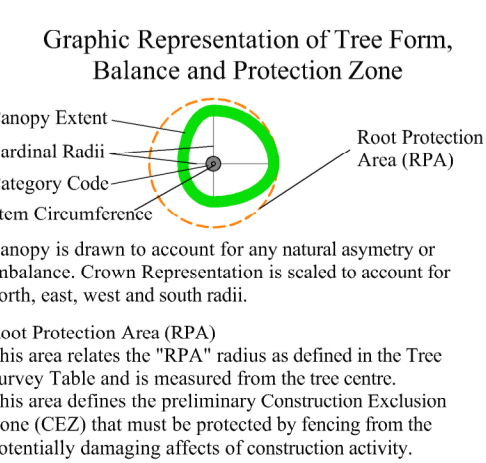 Graphic Representation of Tree Form,
Balance and Protection Zone
anopy Extent
ardinal Radii
ategory Code
tem Circumference
Root Protection
Area (RPA)
anopy is drawn to account for any natural asymetry or
mbalance. Crown Representation is scaled to account for
orth, east, west and south radii.
oot Protection Area (RPA)
his area relates the "RPA" radius as defined in the Tree
urvey Table and is measured from the tree centre.
his area defines the preliminary Construction Exclusion
one (CEZ) that must be protected by fencing from the
otentially damaging affects of construction activity.